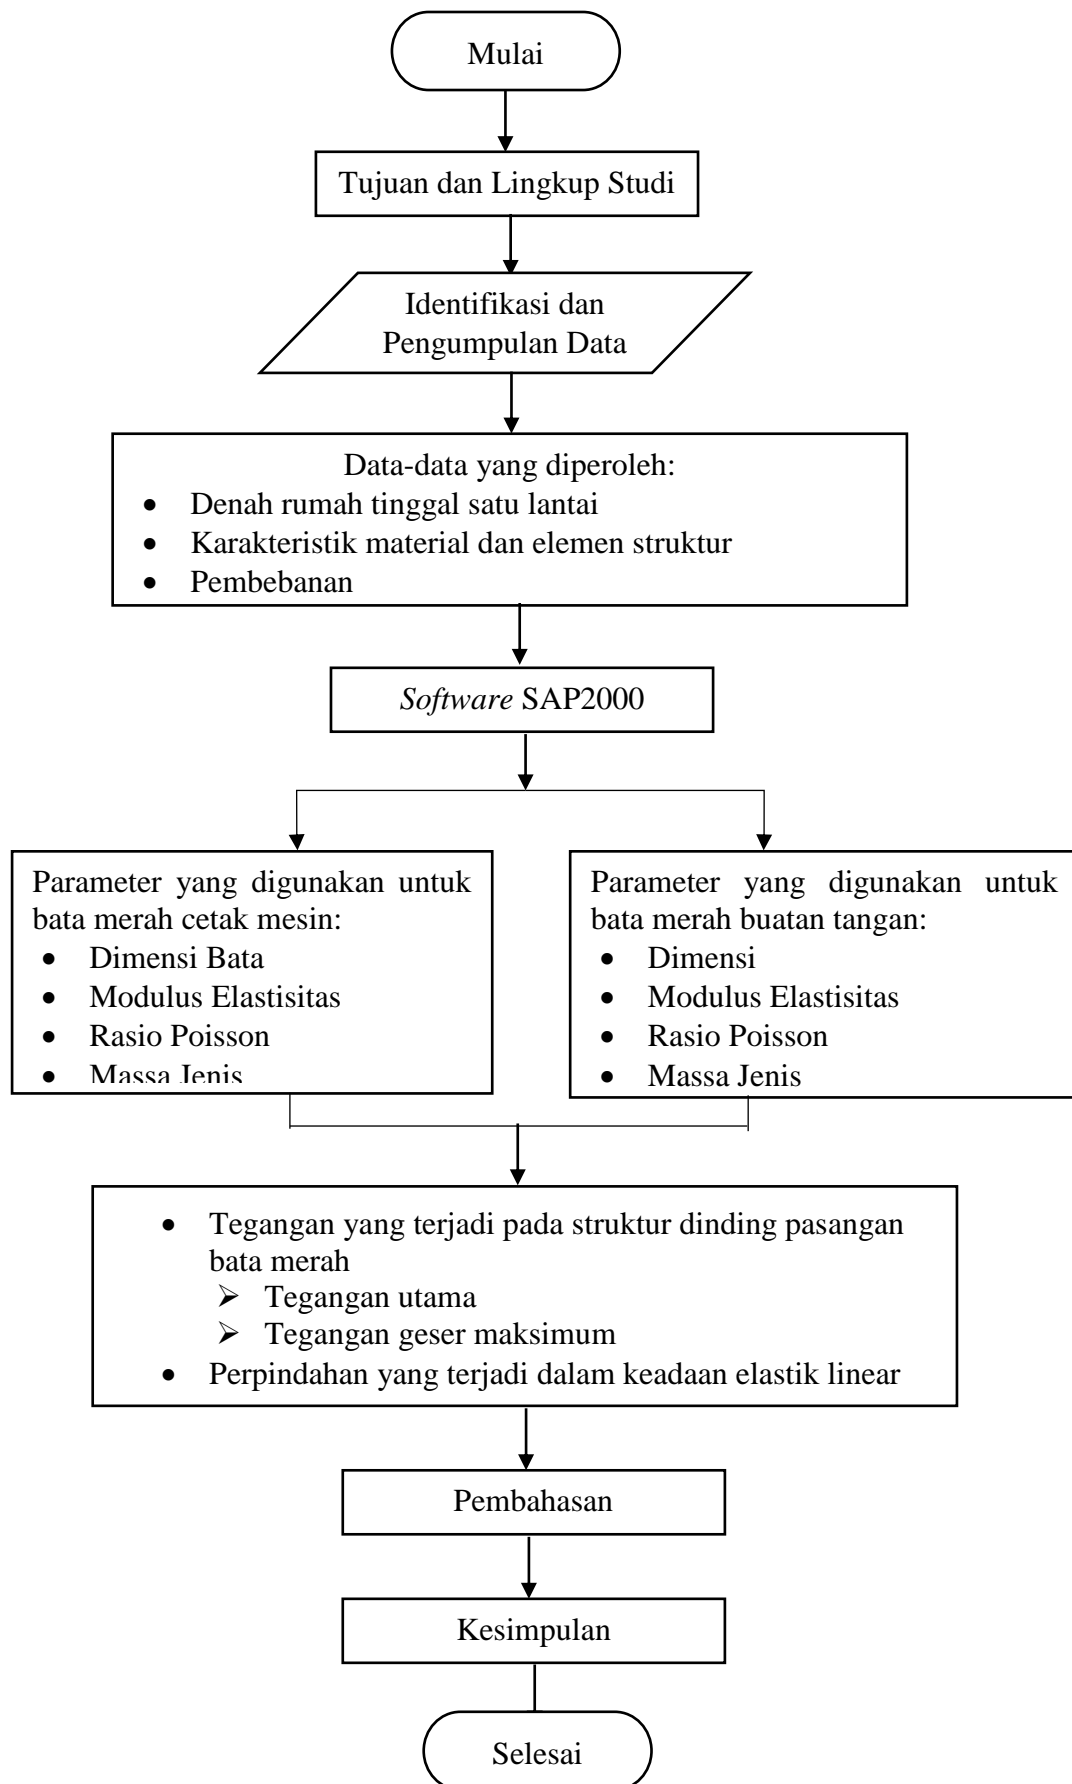 Mulai
Tujuan dan Lingkup Studi
Identifikasi dan
Pengumpulan Data
Data-data yang diperoleh:
• Denah rumah tinggal satu lantai
• Karakteristik material dan elemen struktur
• Pembebanan
Software SAP2000
Parameter yang digunakan untuk
bata merah cetak mesin:
• Dimensi Bata
• Modulus Elastisitas
• Rasio Poisson
• Massa Jenis
Parameter yang digunakan untuk
bata merah buatan tangan:
• Dimensi
• Modulus Elastisitas
• Rasio Poisson
• Massa Jenis
• Tegangan yang terjadi pada struktur dinding pasangan
bata merah
➢ Tegangan utama
➢ Tegangan geser maksimum
• Perpindahan yang terjadi dalam keadaan elastik linear
Pembahasan
Kesimpulan
Selesai